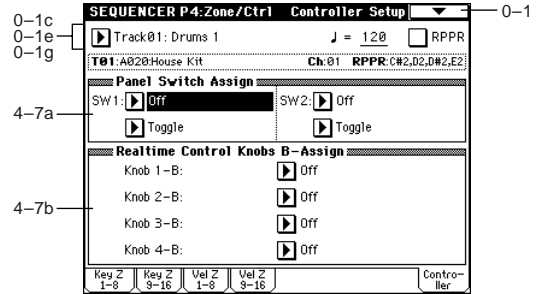 SEQUENCER P4:Zone/Ctrl Controller Setup
0–1
0–1c
0–1e
0–1g
Track01: Drums 1
♩ = 120
RPPR
T01:A020:House Kit Ch:01 RPPR:C#2,D2,D#2,E2
Panel Switch Assign
4–7a
SW1: Off
SW2: Off
Toggle
Toggle
Realtime Control Knobs B-Assign
4–7b
Knob 1-B: Off
Knob 2-B: Off
Knob 3-B: Off
Knob 4-B: Off
Key Z 1-8
Key Z 9-16
Vel Z 1-8
Vel Z 9-16
Contro-
ller